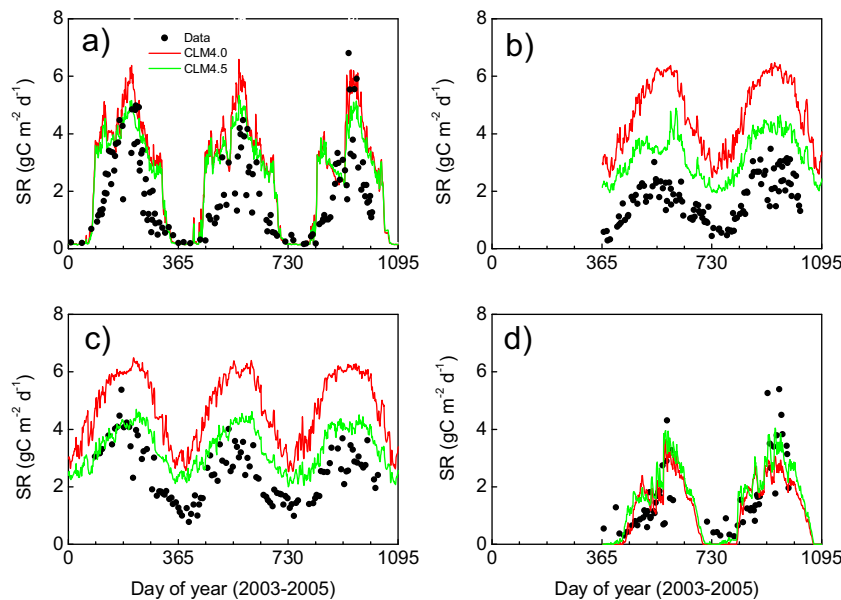 a)
Data
CLM4.0
CLM4.5
SR (gC m⁻² d⁻¹)
8
6
4
2
0
0 365 730 1095
b)
SR (gC m⁻² d⁻¹)
8
6
4
2
0
365 730 1095
c)
SR (gC m⁻² d⁻¹)
8
6
4
2
0
0 365 730 1095
Day of year (2003-2005)
d)
SR (gC m⁻² d⁻¹)
8
6
4
2
0
365 730 1095
Day of year (2003-2005)